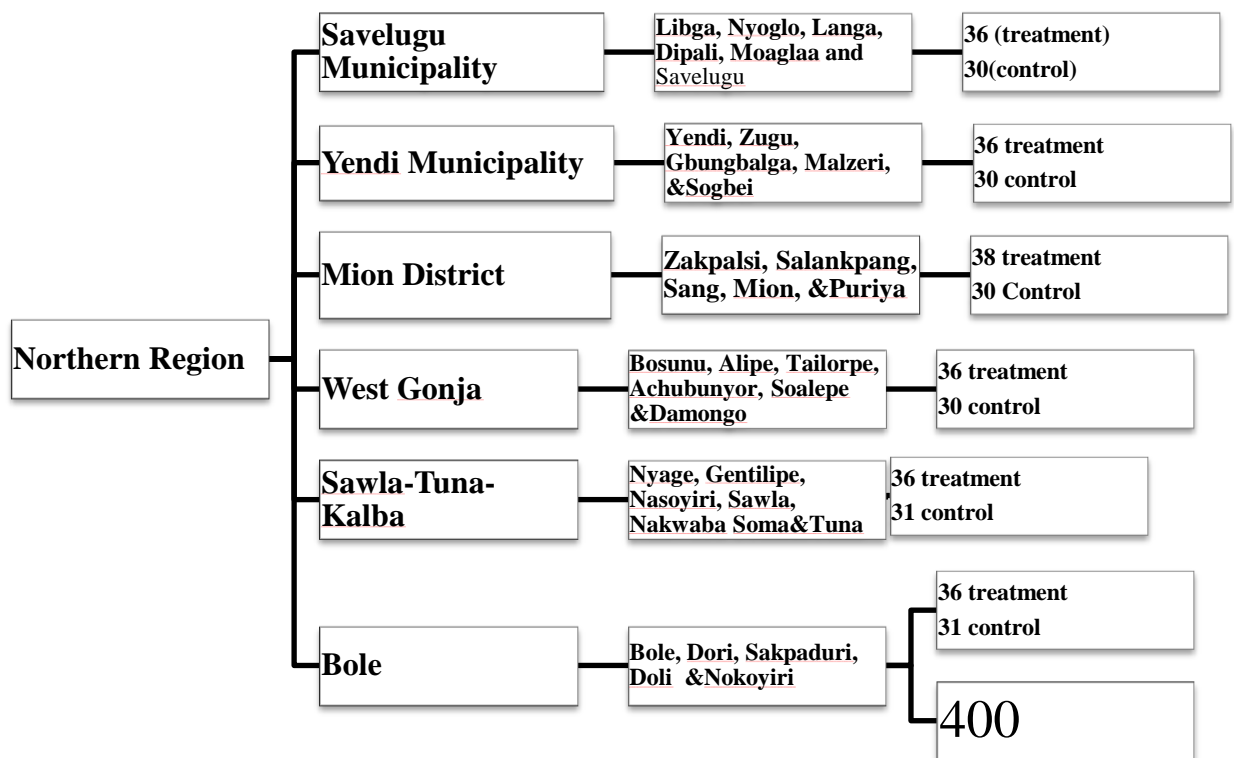 Northern Region
Savelugu
Municipality
Libga, Nyoglo, Langa,
Dipali, Moaglaa and
Savelugu
36 (treatment)
30(control)
Yendi Municipality
Yendi, Zugu,
Gbungbalga, Malzeri,
&Sogbei
36 treatment
30 control
Mion District
Zakpalsi, Salankpang,
Sang, Mion, &Puriya
38 treatment
30 Control
West Gonja
Bosunu, Alipe, Tailorpe,
Achubunyor, Soalepe
&Damongo
36 treatment
30 control
Sawla-Tuna-
Kalba
Nyage, Gentilipe,
Nasoyiri, Sawla,
Nakwaba Soma&Tuna
36 treatment
31 control
Bole
Bole, Dori, Sakpaduri,
Doli &Nokoyiri
36 treatment
31 control
400